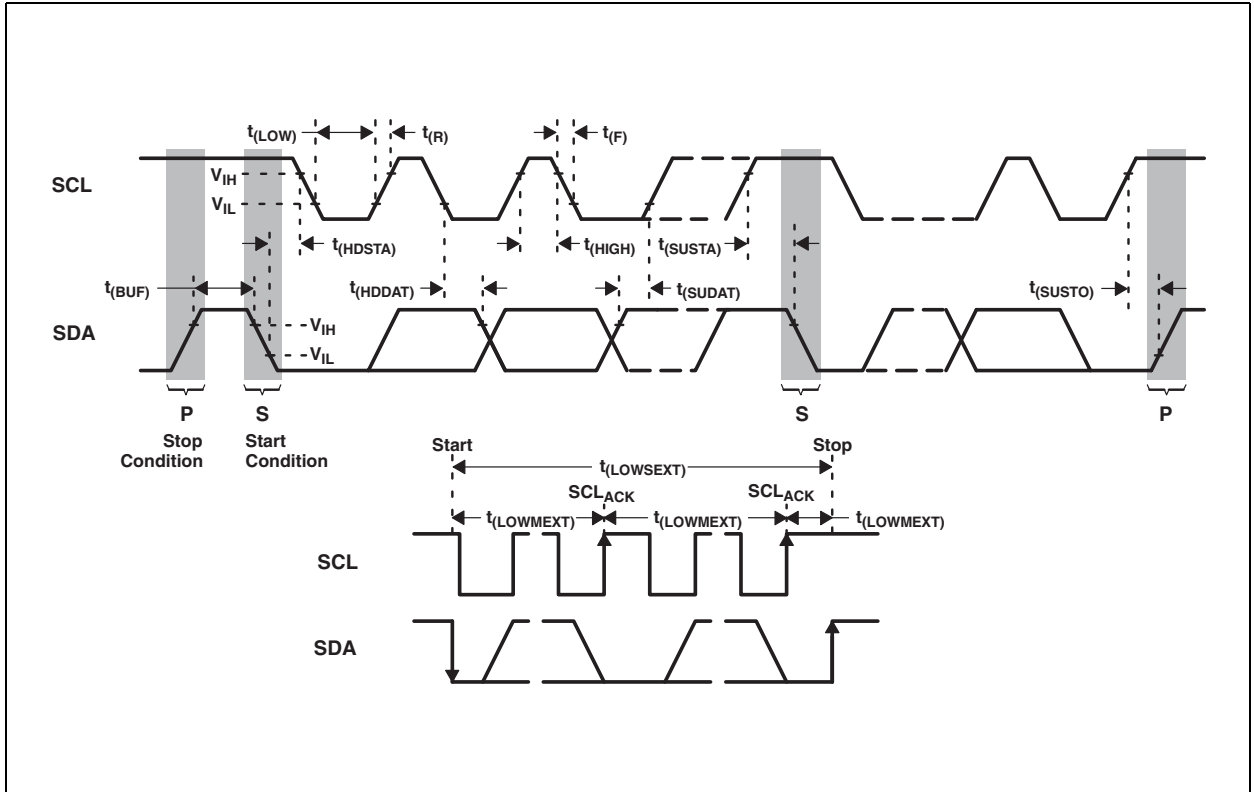 t(LOW) t(R) t(F)
SCL
VIH
VIL
t(HDSTA) t(HIGH) t(SUSTA)
t(BUF) t(HDDAT) t(SUDAT) t(SUSTO)
SDA
VIH
VIL
P S S P
Stop Condition
Start Condition
Start Stop
t(LOWSEXT)
SCLACK SCLACK
t(LOWMEXT) t(LOWMEXT) t(LOWMEXT)
SCL
SDA